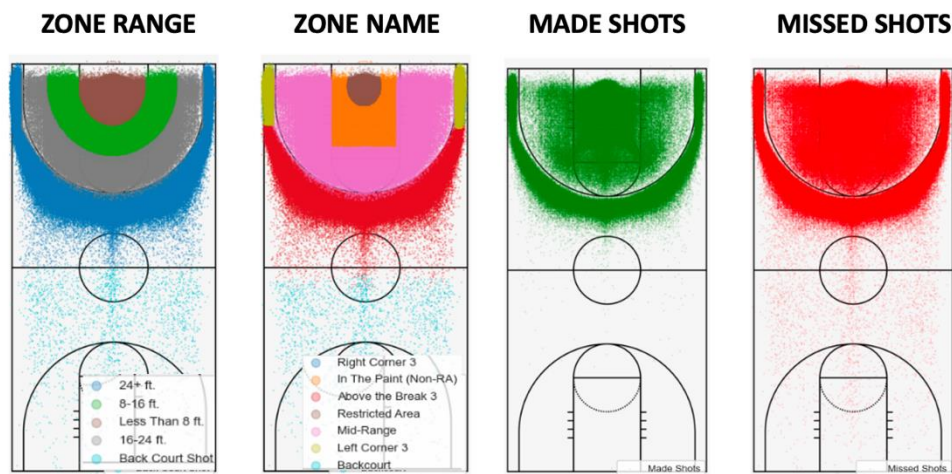 ZONE RANGE
ZONE NAME
MADE SHOTS
MISSED SHOTS
24+ ft.
8-16 ft.
Less Than 8 ft.
16-24 ft.
Back Court Shot
Right Corner 3
In The Paint (Non-RA)
Above the Break 3
Restricted Area
Mid-Range
Left Corner 3
Backcourt
Made Shots
Missed Shots